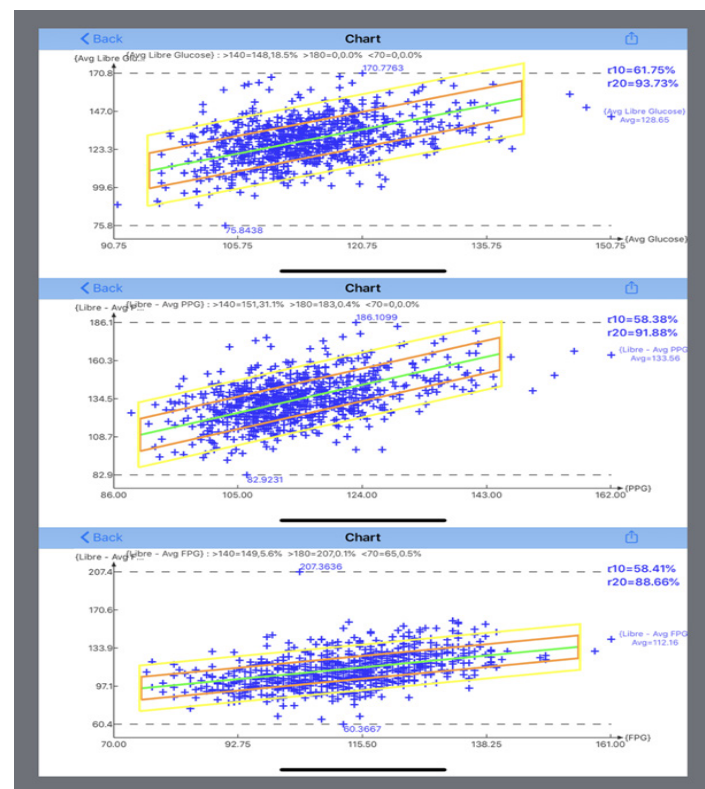 Back Chart
{Avg Libre Glu... {Avg Libre Glucose} : >140=148,18.5% >180=0,0.0% <70=0,0.0%
170.8 170.7763 r10=61.75%
r20=93.73%
147.0 {Avg Libre Glucose}
Avg=128.65
123.3
99.6
75.8 75.8438
{Avg Glucose}
90.75 105.75 120.75 135.75 150.75
Back Chart
{Libre - Avg P... {Libre - Avg PPG} : >140=151,31.1% >180=183,0.4% <70=0,0.0%
186.1 186.1099 r10=58.38%
r20=91.88%
160.3 {Libre - Avg PPG
Avg=133.56
134.5
108.7
82.9 82.9231
{PPG}
86.00 105.00 124.00 143.00 162.00
Back Chart
{Libre - Avg F... {Libre - Avg FPG} : >140=149,5.6% >180=207,0.1% <70=65,0.5%
207.4 207.3636 r10=58.41%
r20=88.66%
170.6
133.9 {Libre - Avg FPG
Avg=112.16
97.1
60.4 60.3667
{FPG}
70.00 92.75 115.50 138.25 161.00